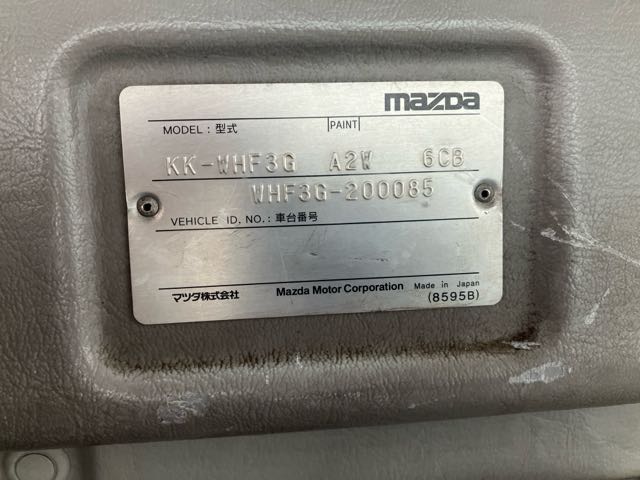 mazda
MODEL : 型式 PAINT
KK-WHF3G A2W 6CB
WHF3G-200085
VEHICLE ID. NO.: 車台番号
マツダ株式会社 Mazda Motor Corporation Made in Japan
(8595B)